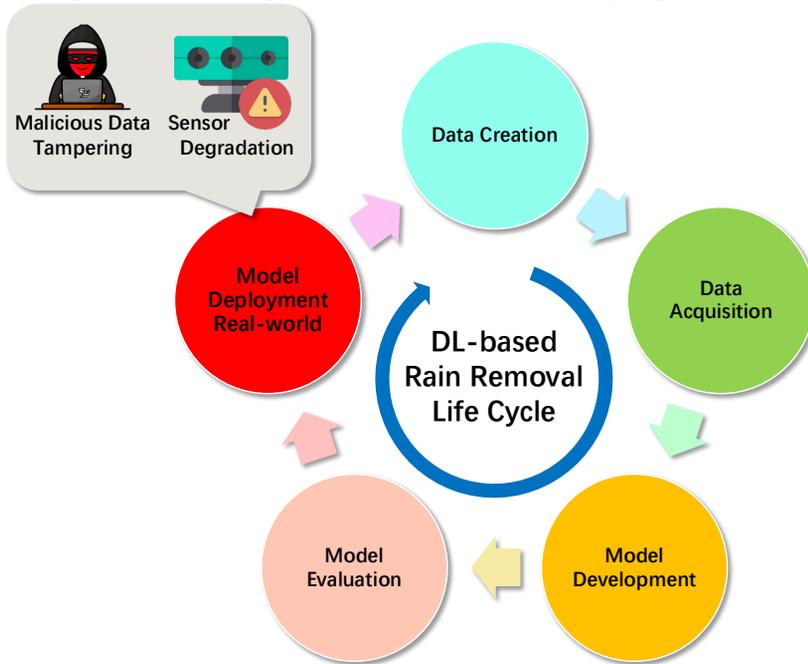 Malicious Data
Tampering
Sensor
Degradation
Data Creation
Data
Acquisition
Model
Development
Model
Evaluation
Model
Deployment
Real-world
DL-based
Rain Removal
Life Cycle